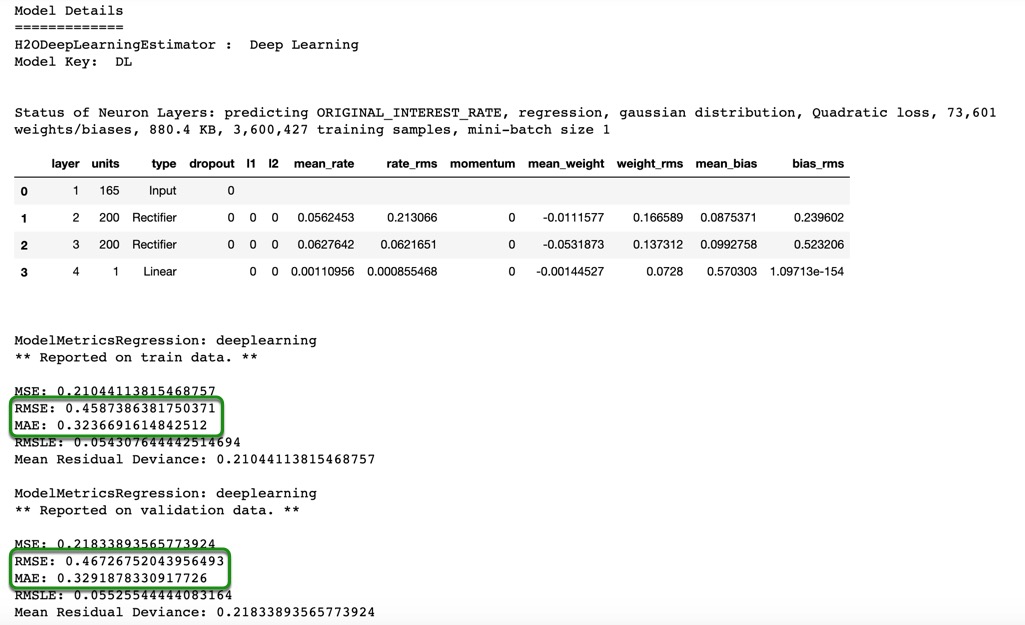 Model Details
=============
H2ODeepLearningEstimator :  Deep Learning
Model Key:  DL
Status of Neuron Layers: predicting ORIGINAL_INTEREST_RATE, regression, gaussian distribution, Quadratic loss, 73,601
weights/biases, 880.4 KB, 3,600,427 training samples, mini-batch size 1
layer units type dropout l1 l2 mean_rate rate_rms momentum mean_weight weight_rms mean_bias bias_rms
0 1 165 Input 0
1 2 200 Rectifier 0 0 0 0.0562453 0.213066 0 -0.0111577 0.166589 0.0875371 0.239602
2 3 200 Rectifier 0 0 0 0.0627642 0.0621651 0 -0.0531873 0.137312 0.0992758 0.523206
3 4 1 Linear 0 0 0.00110956 0.000855468 0 -0.00144527 0.0728 0.570303 1.09713e-154
ModelMetricsRegression: deeplearning
** Reported on train data. **
MSE: 0.21044113815468757
RMSE: 0.4587386381750371
MAE: 0.3236691614842512
RMSLE: 0.054307644442514694
Mean Residual Deviance: 0.21044113815468757
ModelMetricsRegression: deeplearning
** Reported on validation data. **
MSE: 0.21833893565773924
RMSE: 0.46726752043956493
MAE: 0.3291878330917726
RMSLE: 0.05525544444083164
Mean Residual Deviance: 0.21833893565773924